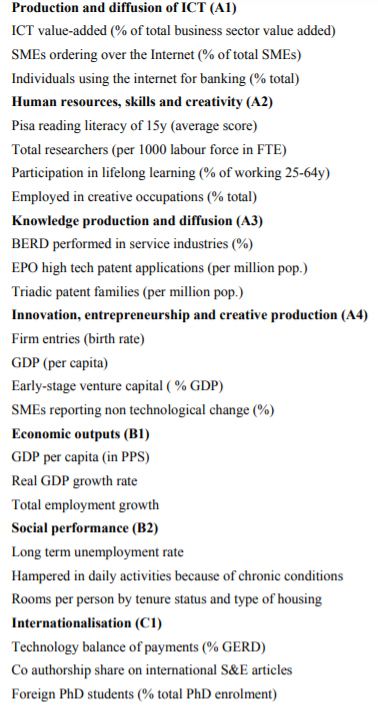 Production and diffusion of ICT (A1)
ICT value-added (% of total business sector value added)
SMEs ordering over the Internet (% of total SMEs)
Individuals using the internet for banking (% total)
Human resources, skills and creativity (A2)
Pisa reading literacy of 15y (average score)
Total researchers (per 1000 labour force in FTE)
Participation in lifelong learning (% of working 25-64y)
Employed in creative occupations (% total)
Knowledge production and diffusion (A3)
BERD performed in service industries (%)
EPO high tech patent applications (per million pop.)
Triadic patent families (per million pop.)
Innovation, entrepreneurship and creative production (A4)
Firm entries (birth rate)
GDP (per capita)
Early-stage venture capital ( % GDP)
SMEs reporting non technological change (%)
Economic outputs (B1)
GDP per capita (in PPS)
Real GDP growth rate
Total employment growth
Social performance (B2)
Long term unemployment rate
Hampered in daily activities because of chronic conditions
Rooms per person by tenure status and type of housing
Internationalisation (C1)
Technology balance of payments (% GERD)
Co authorship share on international S&E articles
Foreign PhD students (% total PhD enrolment)